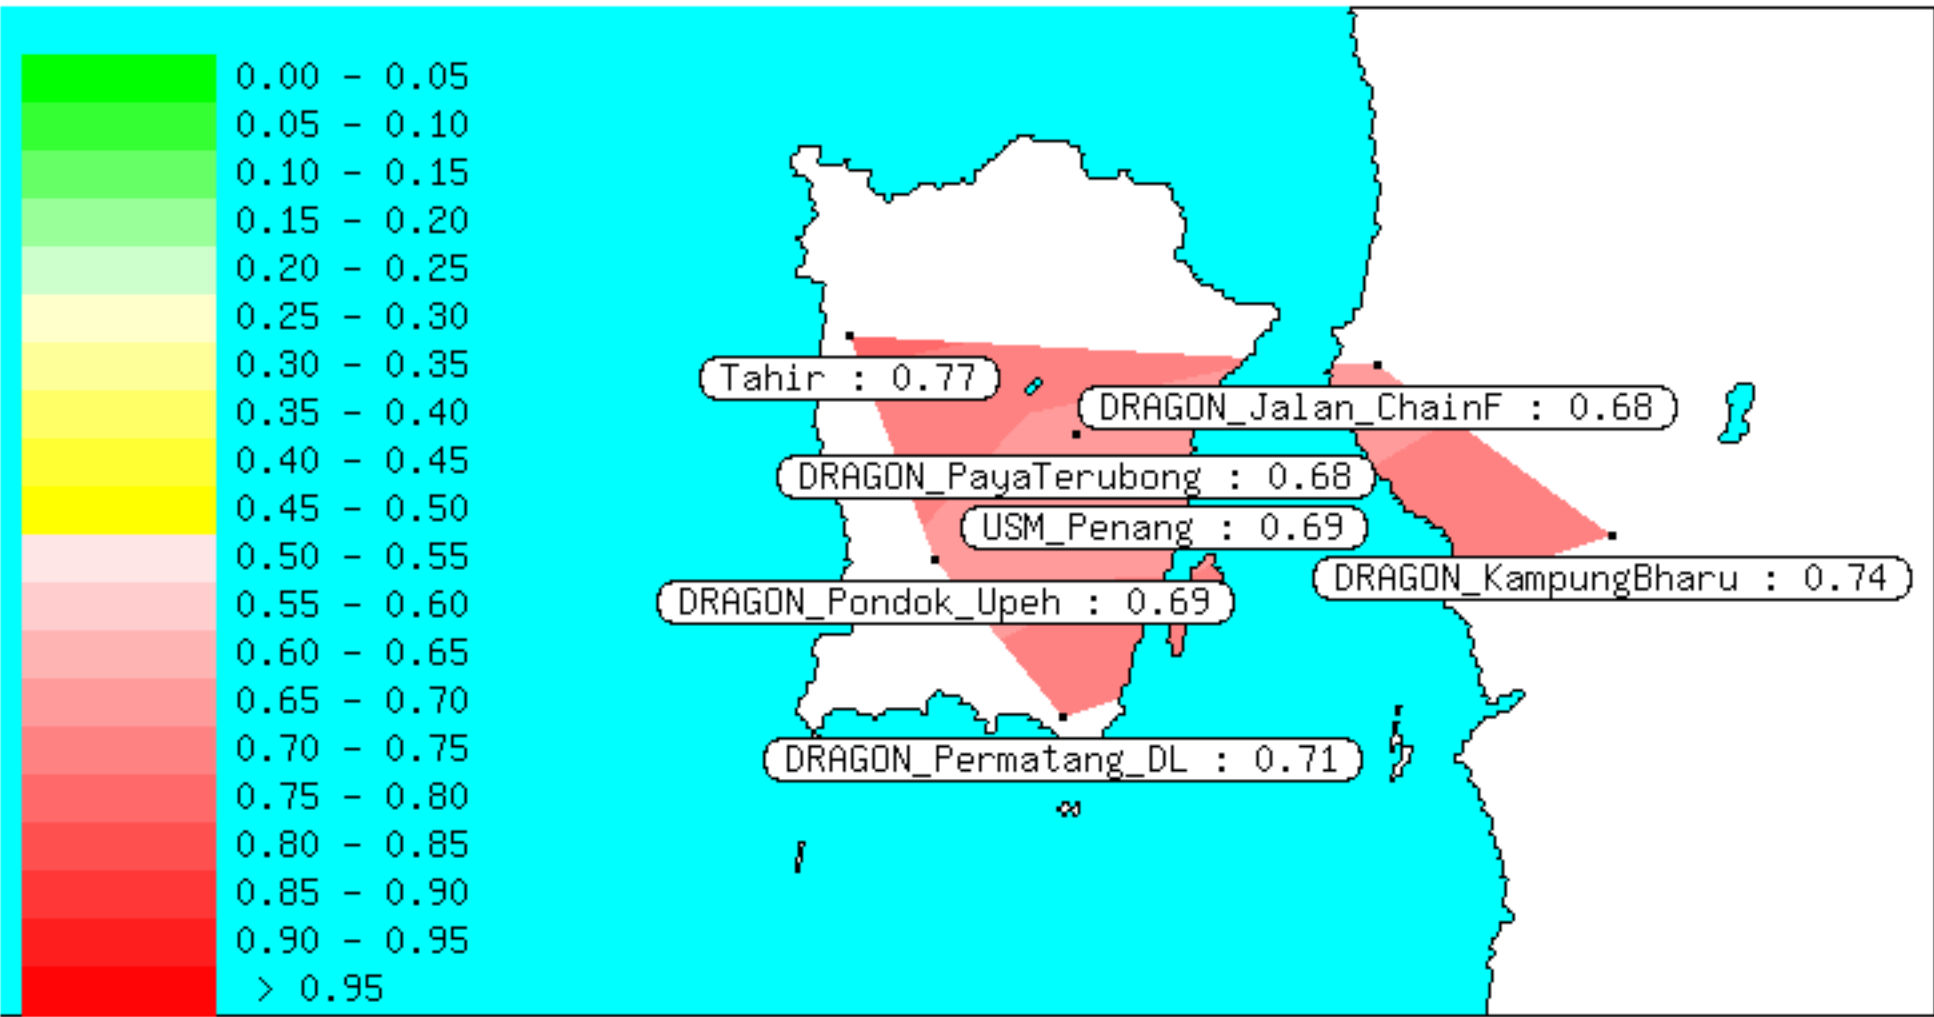 0.00 - 0.05
0.05 - 0.10
0.10 - 0.15
0.15 - 0.20
0.20 - 0.25
0.25 - 0.30
0.30 - 0.35
0.35 - 0.40
0.40 - 0.45
0.45 - 0.50
0.50 - 0.55
0.55 - 0.60
0.60 - 0.65
0.65 - 0.70
0.70 - 0.75
0.75 - 0.80
0.80 - 0.85
0.85 - 0.90
0.90 - 0.95
> 0.95
Tahir : 0.77
DRAGON_Jalan_ChainF : 0.68
DRAGON_PayaTerubong : 0.68
USM_Penang : 0.69
DRAGON_KampungBharu : 0.74
DRAGON_Pondok_Upeh : 0.69
DRAGON_Permatang_DL : 0.71